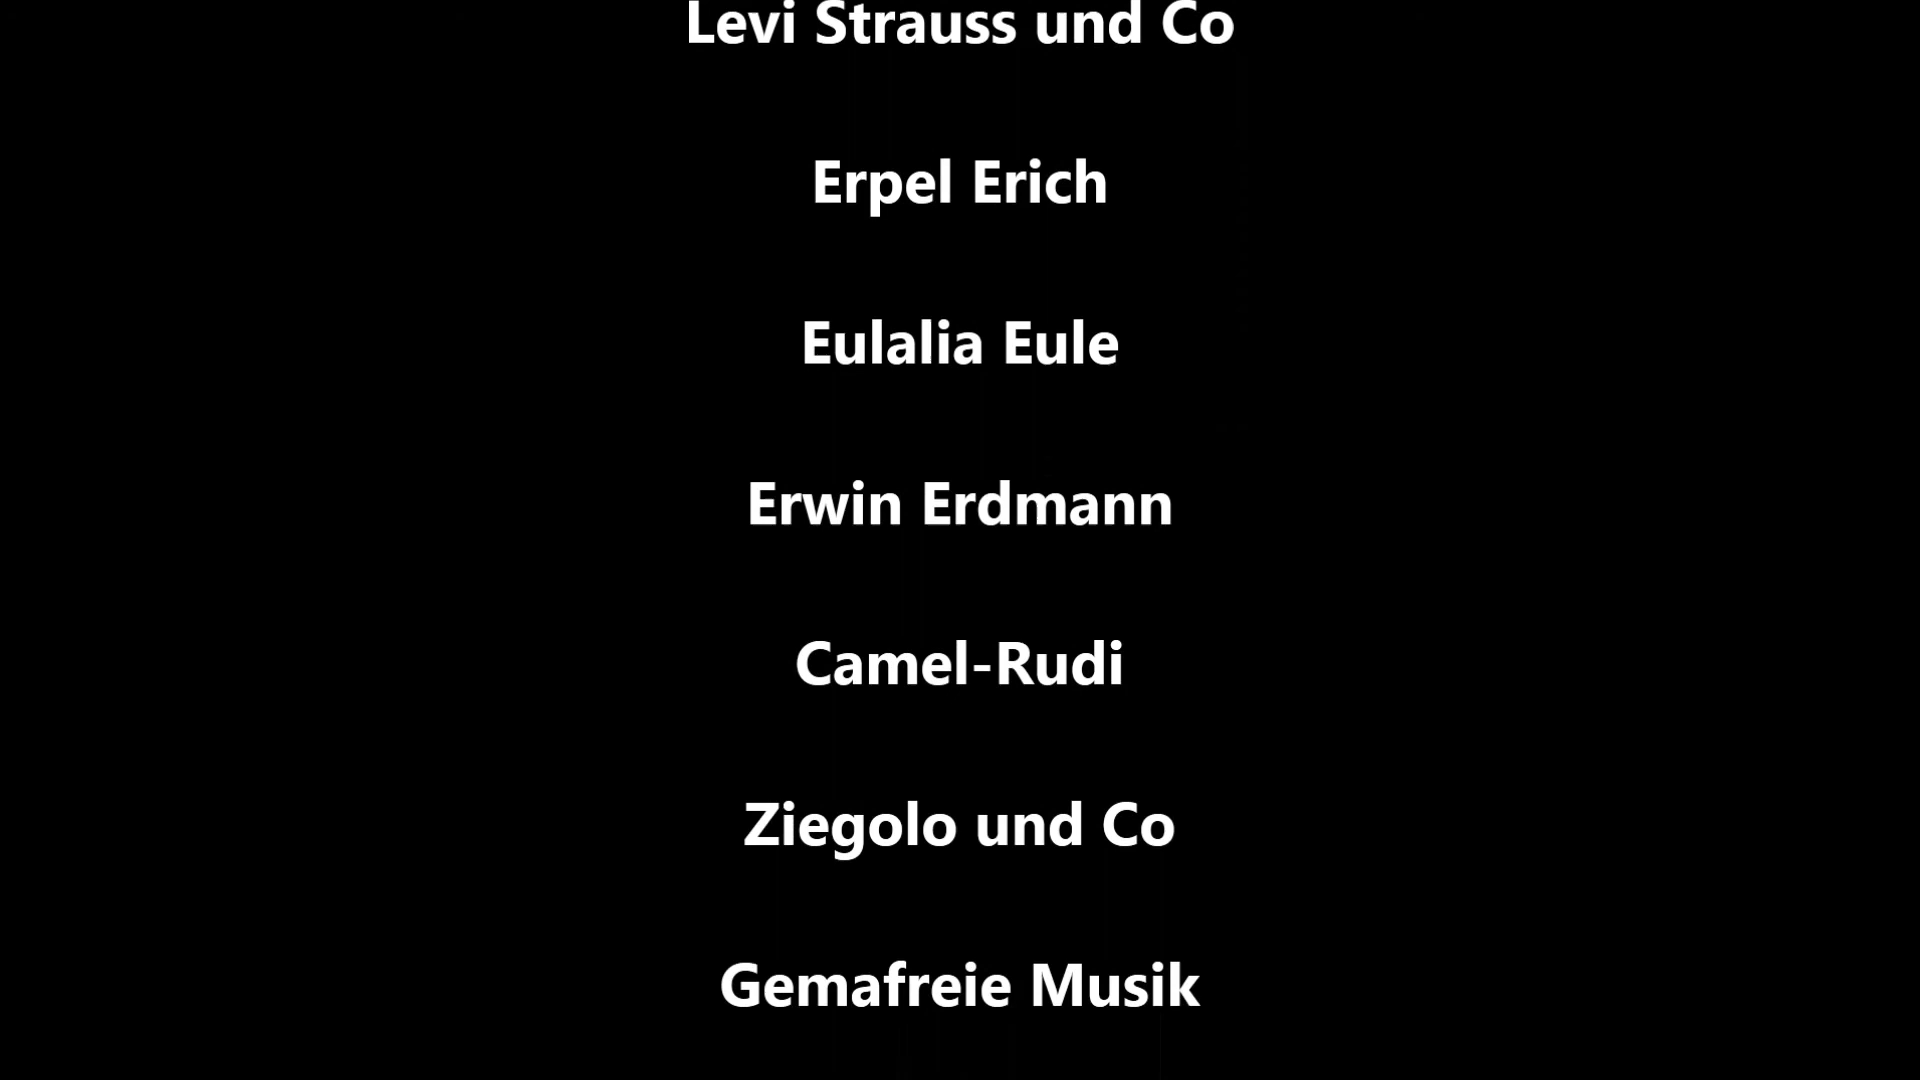 Levi Strauss und Co
Erpel Erich
Eulalia Eule
Erwin Erdmann
Camel-Rudi
Ziegolo und Co
Gemafreie Musik